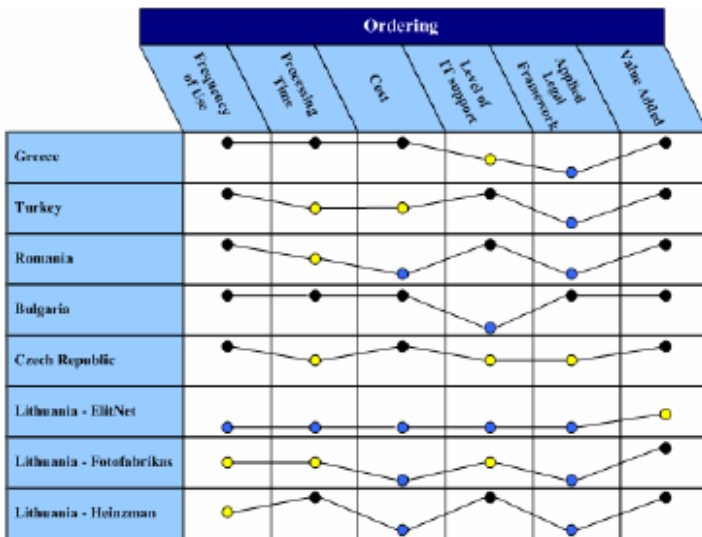 Ordering
Frequency
of Use
Processing
Time
Cost
Level of
IT support
Applied
Legal
Framework
Value Added
Greece
Turkey
Romania
Bulgaria
Czech Republic
Lithuania - ElitNet
Lithuania - Fotofabrikas
Lithuania - Heinzman